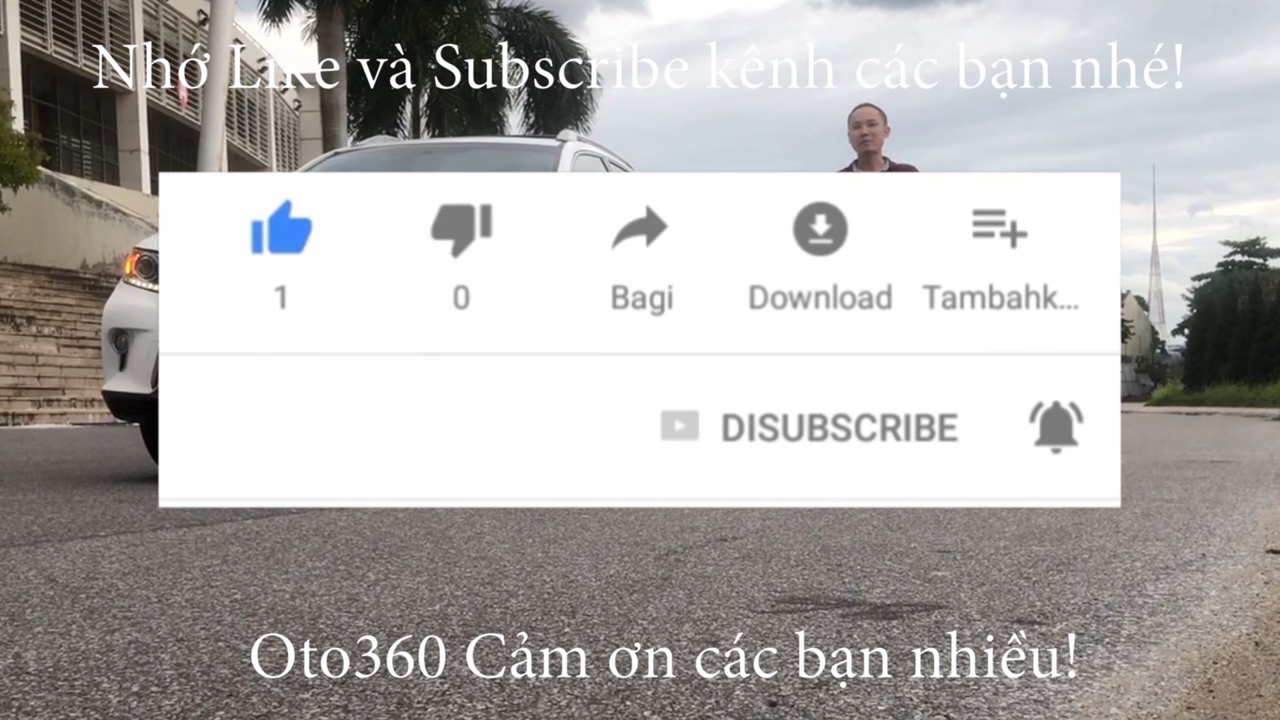 Nhớ Like và Subscribe kênh các bạn nhé!
1 0 Bagi Download Tambahk...
DISUBSCRIBE
Oto360 Cảm ơn các bạn nhiều!